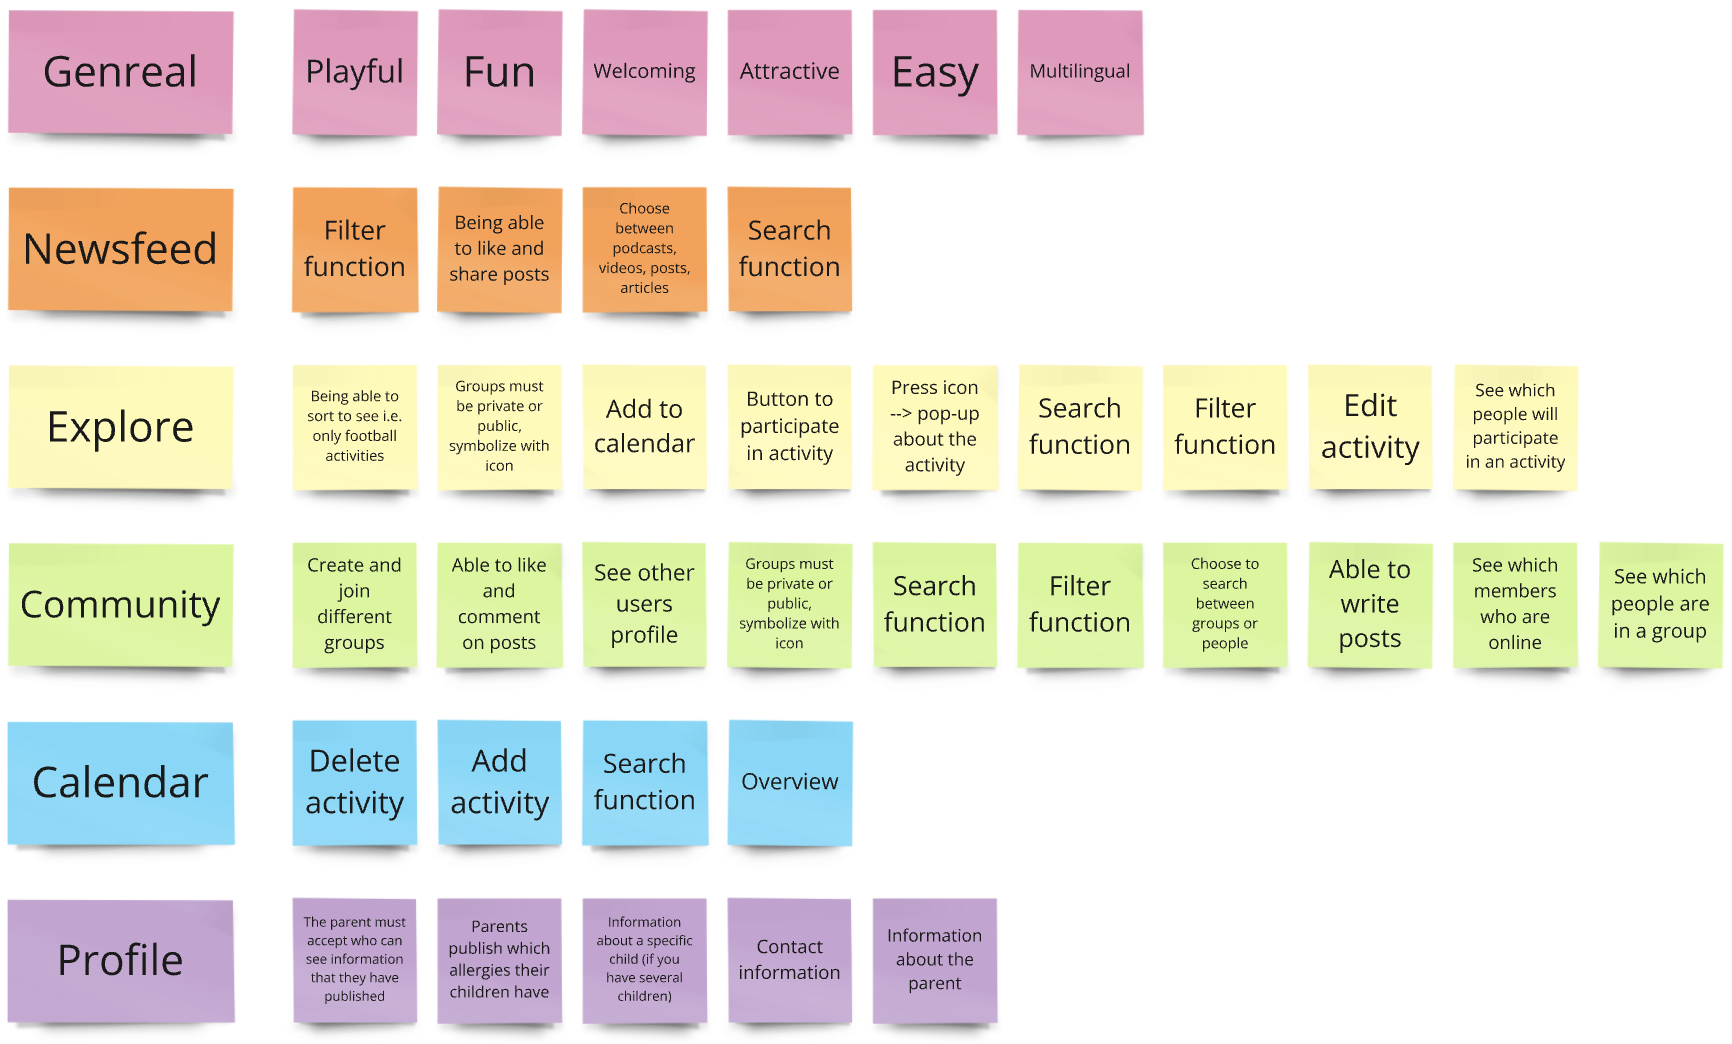 Genreal
Playful
Fun
Welcoming
Attractive
Easy
Multilingual
Newsfeed
Filter
function
Being able
to like and
share posts
Choose
between
podcasts,
videos, posts,
articles
Search
function
Explore
Being able to
sort to see i.e.
only football
activities
Groups must
be private or
public,
symbolize with
icon
Add to
calendar
Button to
participate
in activity
Press icon
--> pop-up
about the
activity
Search
function
Filter
function
Edit
activity
See which
people will
participate
in an activity
Community
Create and
join
different
groups
Able to like
and
comment
on posts
See other
users
profile
Groups must
be private or
public,
symbolize with
icon
Search
function
Filter
function
Choose to
search
between
groups or
people
Able to
write
posts
See which
members
who are
online
See which
people are
in a group
Calendar
Delete
activity
Add
activity
Search
function
Overview
Profile
The parent must
accept who can
see information
that they have
published
Parents
publish which
allergies their
children have
Information
about a specific
child (if you
have several
children)
Contact
information
Information
about the
parent